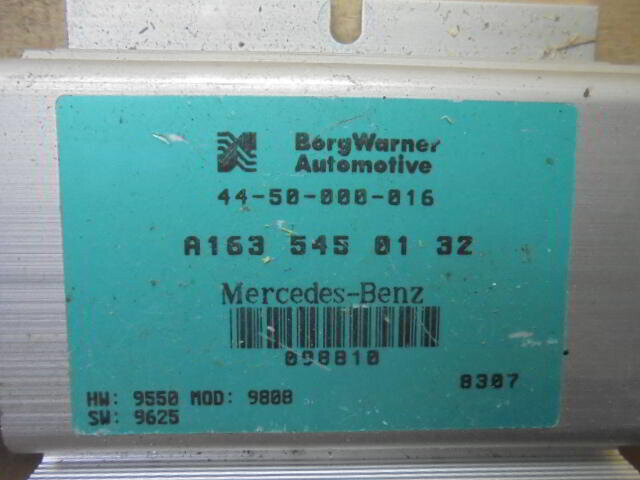 BorgWarner
Automotive
44-50-000-016
A163 545 01 32
Mercedes-Benz
098810
8307
HW: 9550 MOD: 9808
SW: 9625